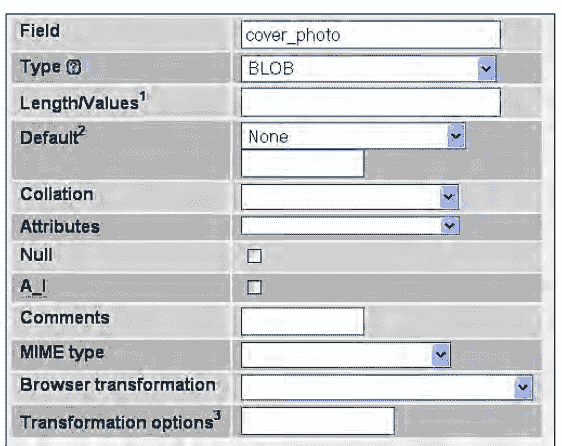 Field cover_photo
Type BLOB
Length/Values1
Default2 None
Collation
Attributes
Null
A_I
Comments
MIME type
Browser transformation
Transformation options3